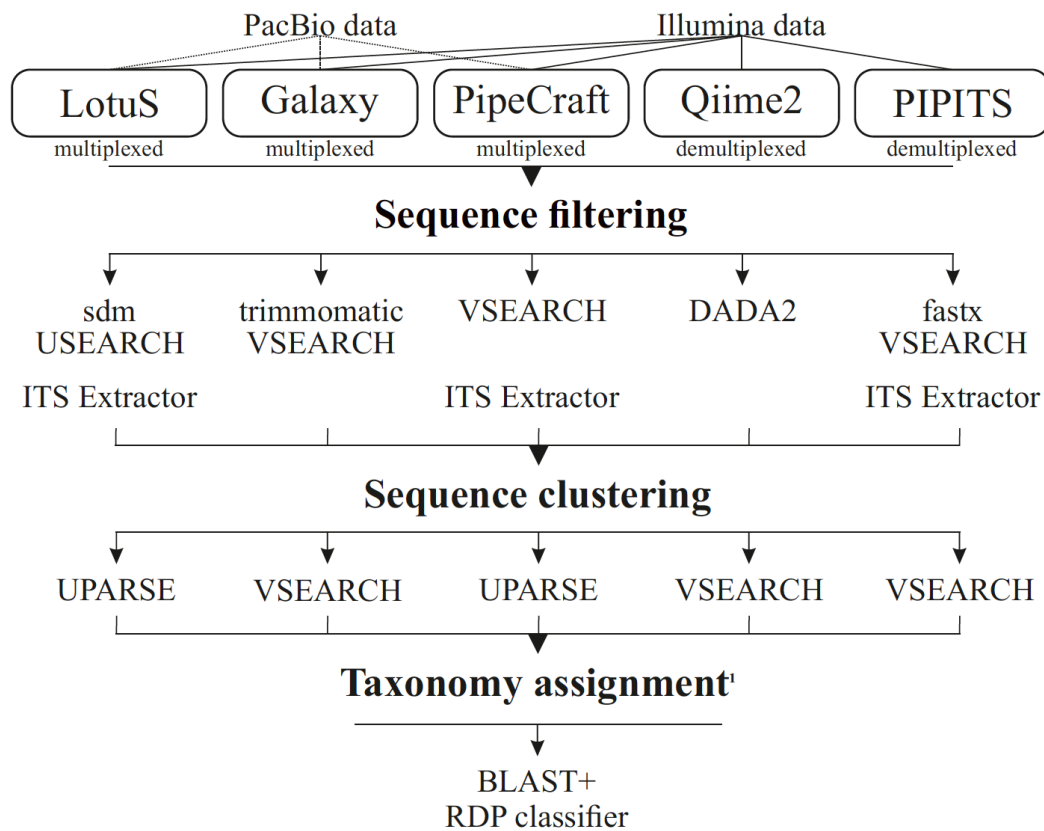 PacBio data Illumina data
LotuS Galaxy PipeCraft Qiime2 PIPITS
multiplexed multiplexed multiplexed demultiplexed demultiplexed
Sequence filtering
sdm trimmomatic VSEARCH DADA2 fastx
USEARCH VSEARCH VSEARCH
ITS Extractor ITS Extractor ITS Extractor
Sequence clustering
UPARSE VSEARCH UPARSE VSEARCH VSEARCH
Taxonomy assignment¹
BLAST+
RDP classifier